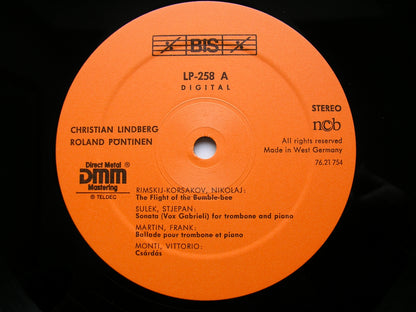 BIS
LP-258 A
DIGITAL
STEREO
ncb
CHRISTIAN LINDBERG
ROLAND PÖNTINEN
All rights reserved
Made in West Germany
76.21 754
Direct Metal ®
DMM
Mastering
® TELDEC
RIMSKIJ-KORSAKOV, NIKOLAJ:
The Flight of the Bumble-bee
SULEK, STJEPAN:
Sonata (Vox Gabrieli) for trombone and piano
MARTIN, FRANK:
Ballade pour trombone et piano
MONTI, VITTORIO:
Csárdás